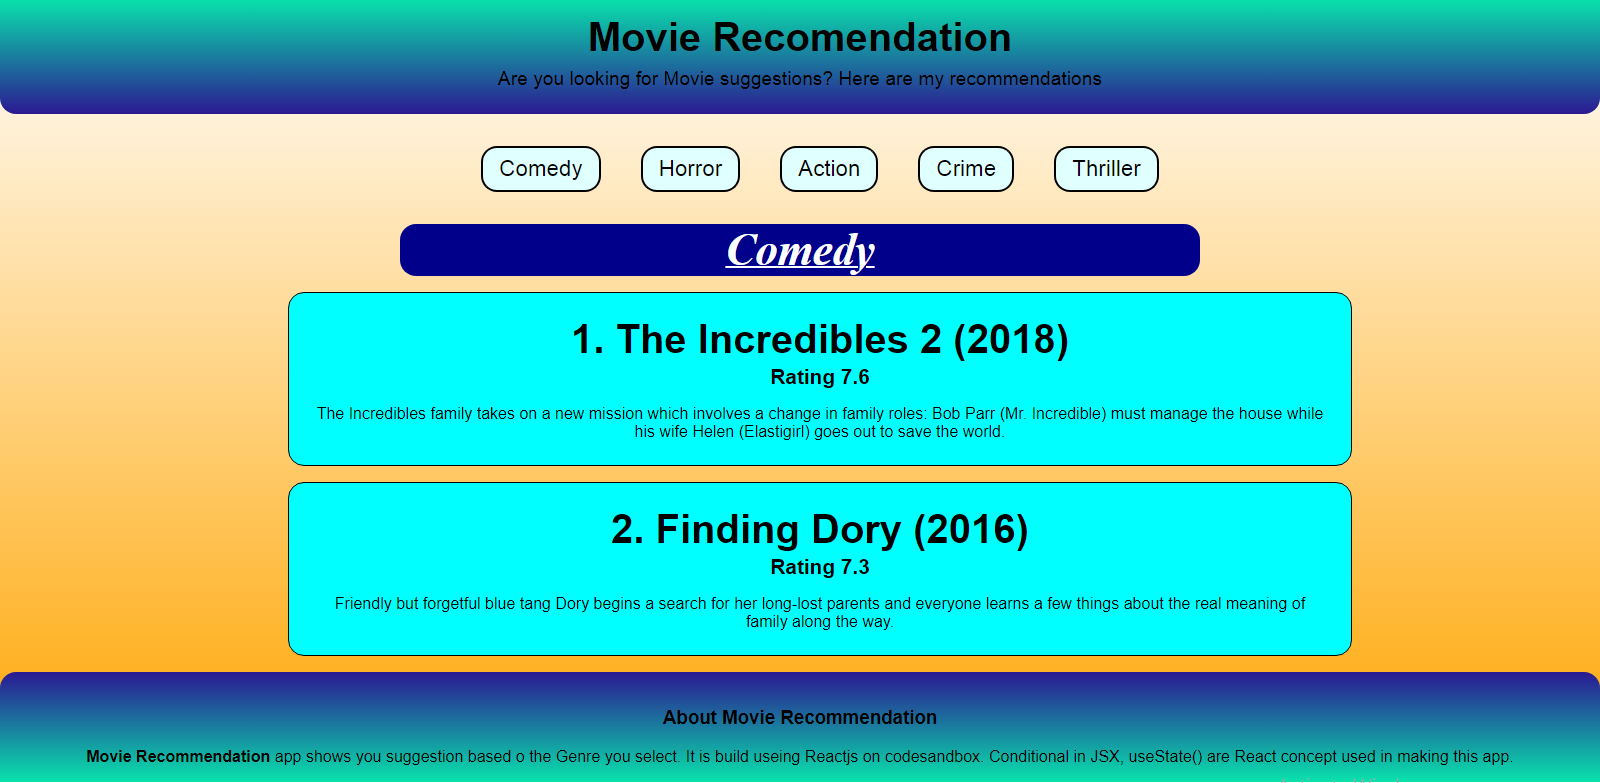 Movie Recomendation
Are you looking for Movie suggestions? Here are my recommendations
Comedy
Horror
Action
Crime
Thriller
Comedy
1. The Incredibles 2 (2018)
Rating 7.6
The Incredibles family takes on a new mission which involves a change in family roles: Bob Parr (Mr. Incredible) must manage the house while
his wife Helen (Elastigirl) goes out to save the world.
2. Finding Dory (2016)
Rating 7.3
Friendly but forgetful blue tang Dory begins a search for her long-lost parents and everyone learns a few things about the real meaning of
family along the way.
About Movie Recommendation
Movie Recommendation app shows you suggestion based o the Genre you select. It is build useing Reactjs on codesandbox. Conditional in JSX, useState() are React concept used in making this app.